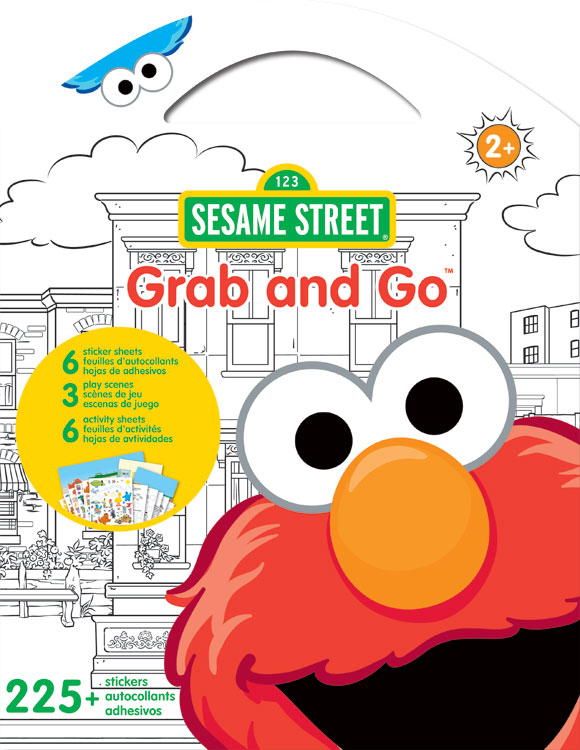 2+
123
SESAME STREET®
Grab and Go™
6 sticker sheets
feuilles d'autocollants
hojas de adhesivos
3 play scenes
scènes de jeu
escenas de juego
6 activity sheets
feuilles d'activités
hojas de avtividades
225+ stickers
autocollants
adhesivos